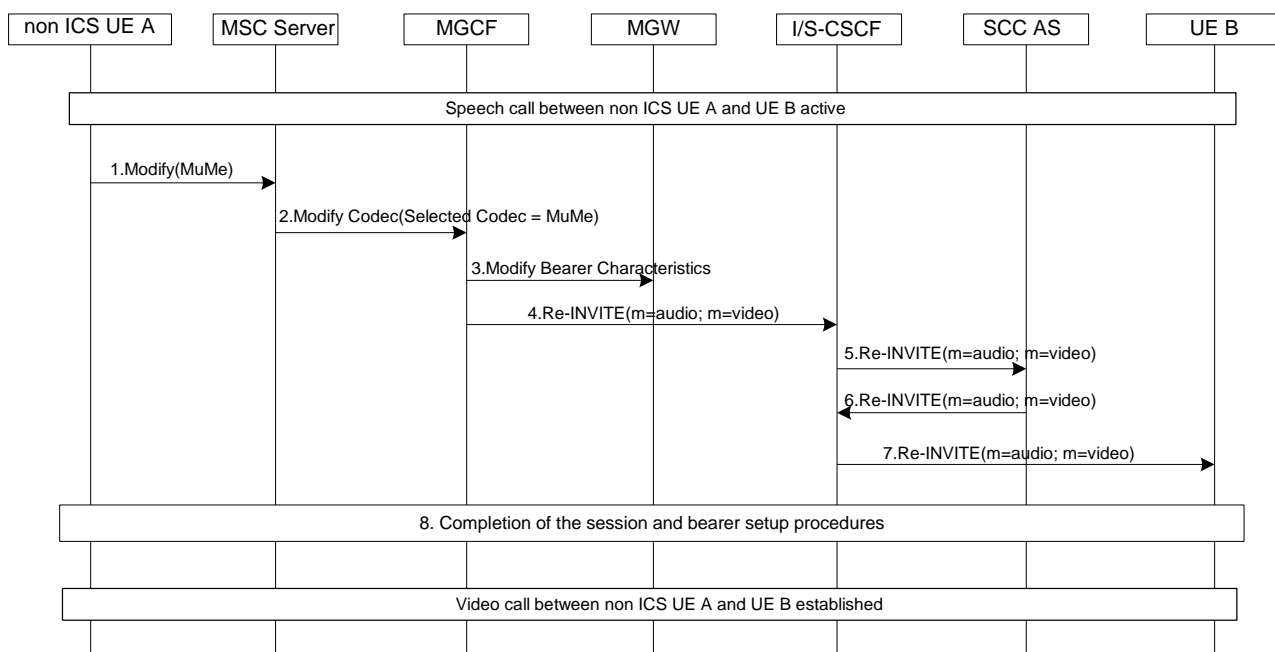 non ICS UE A
MSC Server
MGCF
MGW
I/S-CSCF
SCC AS
UE B
Speech call between non ICS UE A and UE B active
1.Modify(MuMe)
2.Modify Codec(Selected Codec = MuMe)
3.Modify Bearer Characteristics
4.Re-INVITE(m=audio; m=video)
5.Re-INVITE(m=audio; m=video)
6.Re-INVITE(m=audio; m=video)
7.Re-INVITE(m=audio; m=video)
8. Completion of the session and bearer setup procedures
Video call between non ICS UE A and UE B established